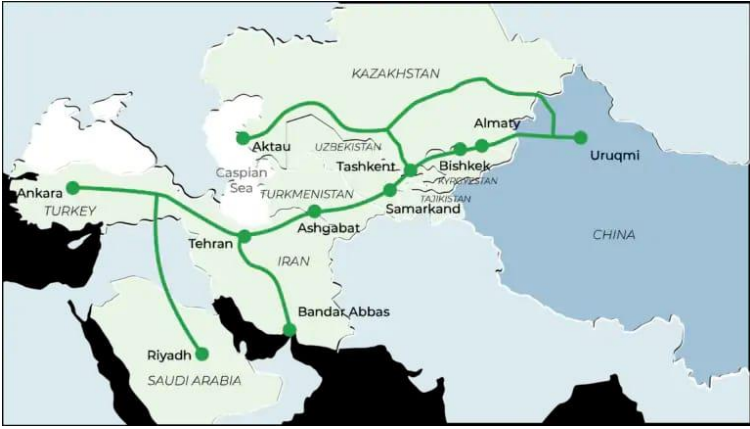 KAZAKHSTAN
Almaty
Aktau
UZBEKISTAN
Tashkent
Bishkek
Uruqmi
Caspian
Sea
KYRGYZSTAN
Ankara
TURKMENISTAN
TAJIKISTAN
TURKEY
Samarkand
Ashgabat
Tehran
CHINA
IRAN
Bandar Abbas
Riyadh
SAUDI ARABIA